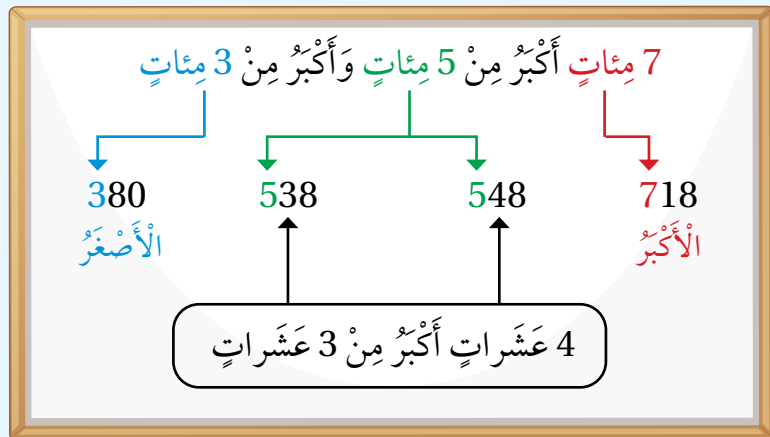 7 مِئاتٍ أَكْبَرُ مِنْ 5 مِئاتٍ وَأَكْبَرُ مِنْ 3 مِئاتٍ
718 548 538 380
الْأَكْبَرُ الْأَصْغَرُ
4 عَشَراتٍ أَكْبَرُ مِنْ 3 عَشَراتٍ